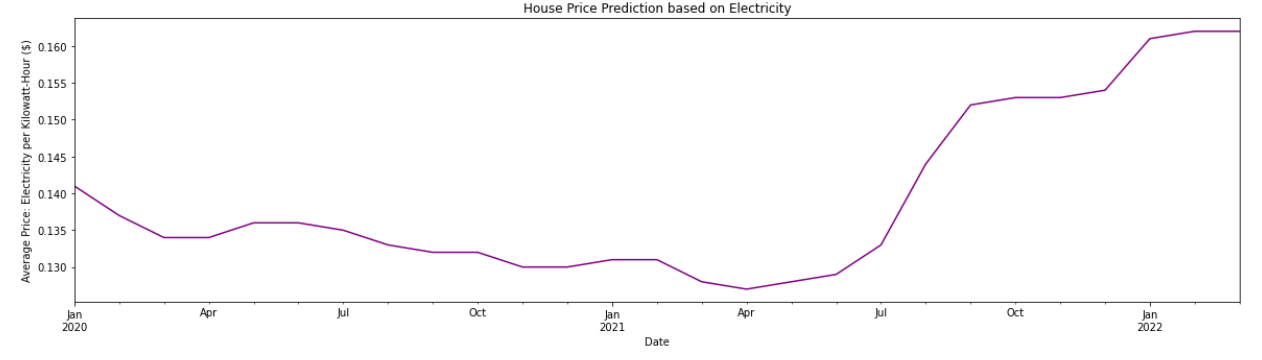 House Price Prediction based on Electricity
Average Price: Electricity per Kilowatt-Hour ($)
0.160
0.155
0.150
0.145
0.140
0.135
0.130
Jan Apr Jul Oct Jan Apr Jul Oct Jan
2020 2021 2022
Date